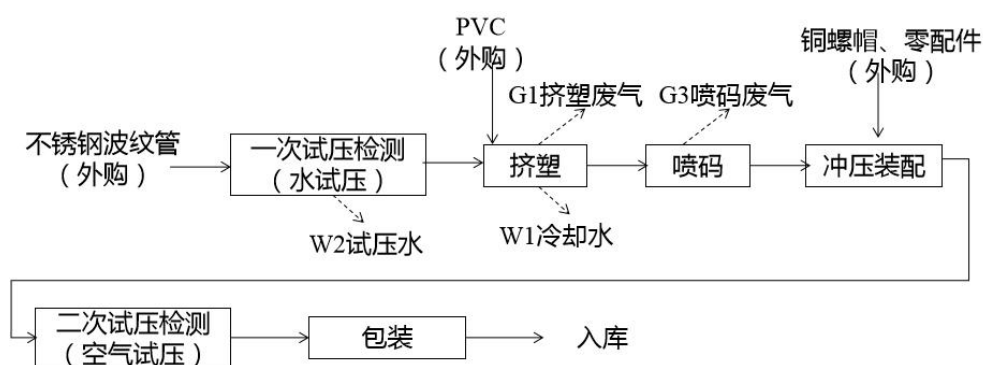 PVC
（外购）
铜螺帽、零配件
（外购）
G1挤塑废气
G3喷码废气
不锈钢波纹管
（外购）
一次试压检测
（水试压）
挤塑
喷码
冲压装配
W2试压水
W1冷却水
二次试压检测
（空气试压）
包装
入库